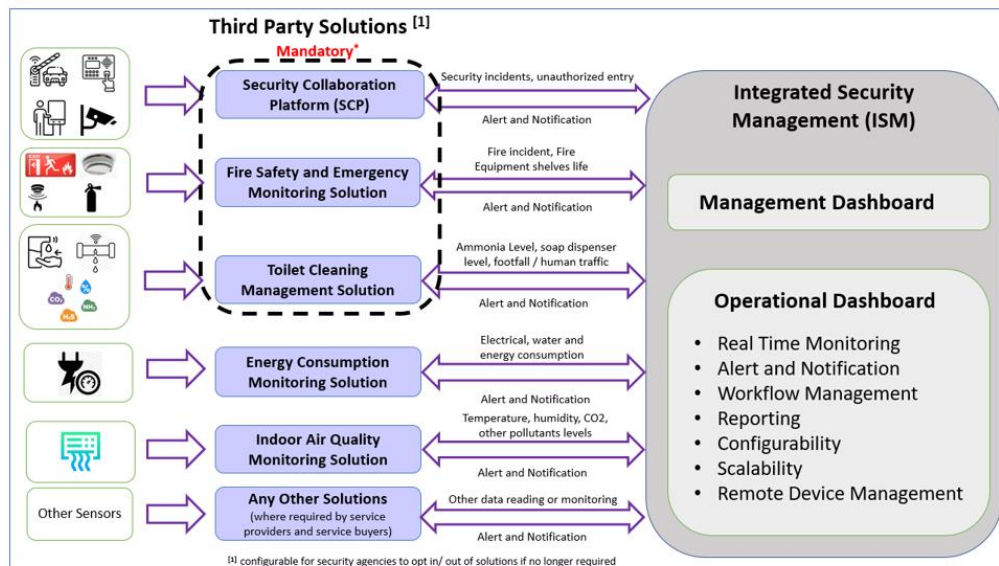 Third Party Solutions [1]
Mandatory*
Security Collaboration
Platform (SCP)
Security incidents, unauthorized entry
Alert and Notification
Fire Safety and Emergency
Monitoring Solution
Fire incident, Fire
Equipment shelves life
Alert and Notification
Toilet Cleaning
Management Solution
Ammonia Level, soap dispenser
level, footfall / human traffic
Alert and Notification
CO₂
%
NH₃
H₂S
Energy Consumption
Monitoring Solution
Electrical, water and
energy consumption
Alert and Notification
Indoor Air Quality
Monitoring Solution
Temperature, humidity, CO2,
other pollutants levels
Alert and Notification
Other Sensors
Any Other Solutions
(where required by service
providers and service buyers)
Other data reading or monitoring
Alert and Notification
[1] configurable for security agencies to opt in/ out of solutions if no longer required
Integrated Security
Management (ISM)
Management Dashboard
Operational Dashboard
• Real Time Monitoring
• Alert and Notification
• Workflow Management
• Reporting
• Configurability
• Scalability
• Remote Device Management